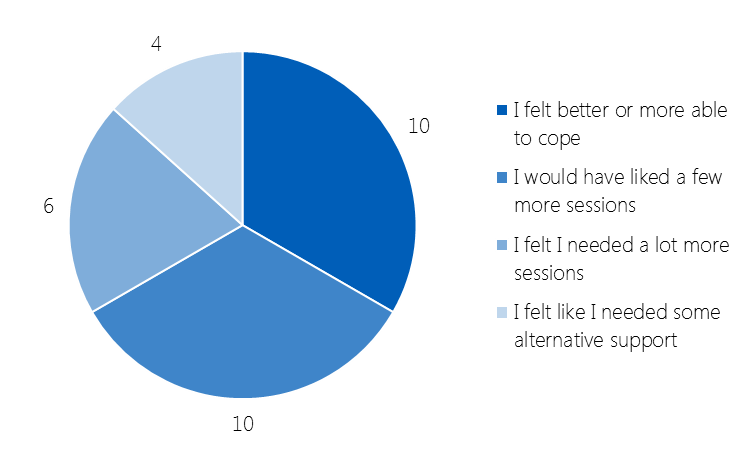 4
10
6
10
I felt better or more able
to cope
I would have liked a few
more sessions
I felt I needed a lot more
sessions
I felt like I needed some
alternative support